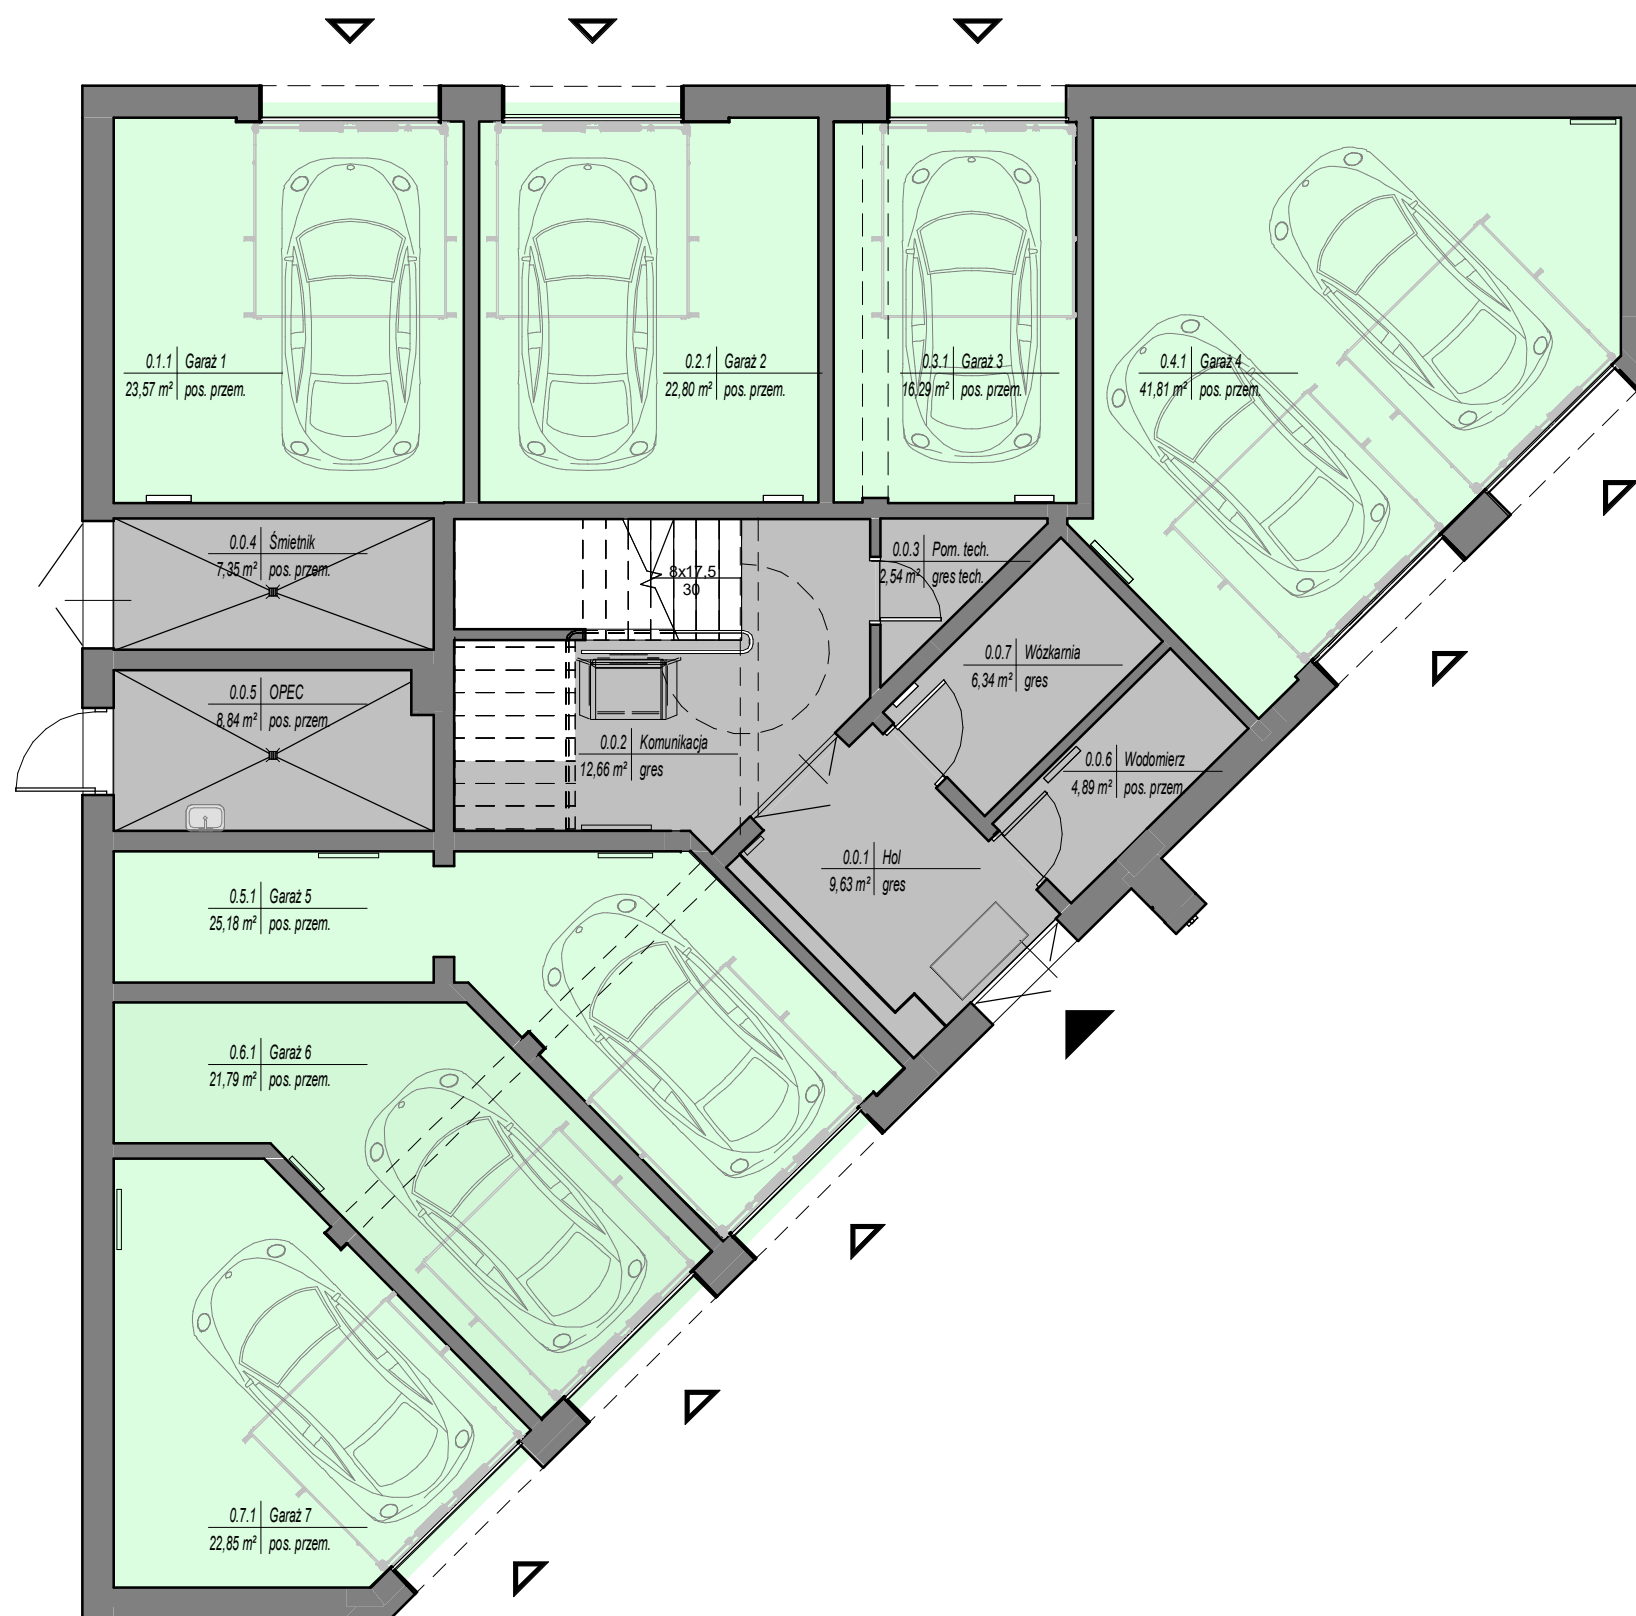 0.1.1 Garaż 1
23,57 m² pos. przem.
0.2.1 Garaż 2
22,80 m² pos. przem.
0.3.1 Garaż 3
16,29 m² pos. przem.
0.4.1 Garaż 4
41,81 m² pos. przem.
0.0.4 Śmietnik
7,35 m² pos. przem.
8x17,5
30
0.0.3 Pom. tech.
2,54 m² gres tech.
0.0.7 Wózkarnia
6,34 m² gres
0.0.5 OPEC
8,84 m² pos. przem.
0.0.2 Komunikacja
12,66 m² gres
0.0.6 Wodomierz
4,89 m² pos. przem.
0.0.1 Hol
9,63 m² gres
0.5.1 Garaż 5
25,18 m² pos. przem.
0.6.1 Garaż 6
21,79 m² pos. przem.
0.7.1 Garaż 7
22,85 m² pos. przem.